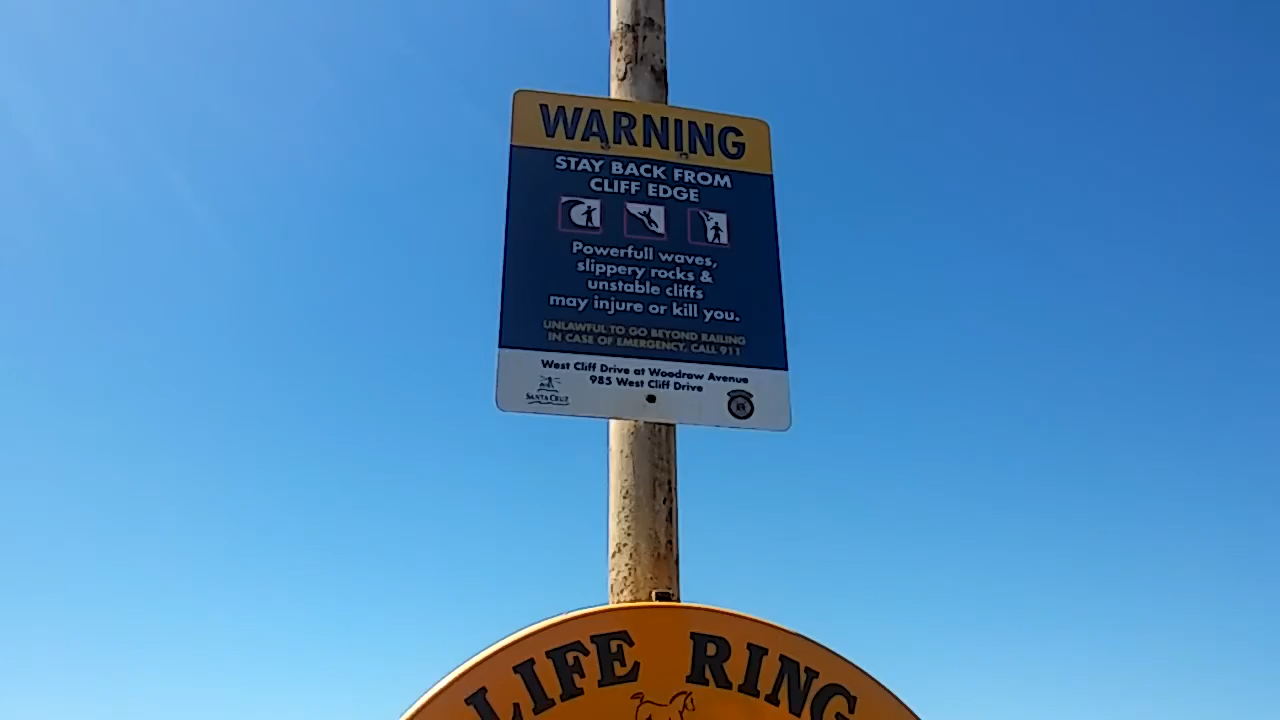 WARNING
STAY BACK FROM
CLIFF EDGE
Powerfull waves,
slippery rocks &
unstable cliffs
may injure or kill you.
UNLAWFUL TO GO BEYOND RAILING
IN CASE OF EMERGENCY, CALL 911
West Cliff Drive at Woodrow Avenue
985 West Cliff Drive
SANTA CRUZ
LIFE RING